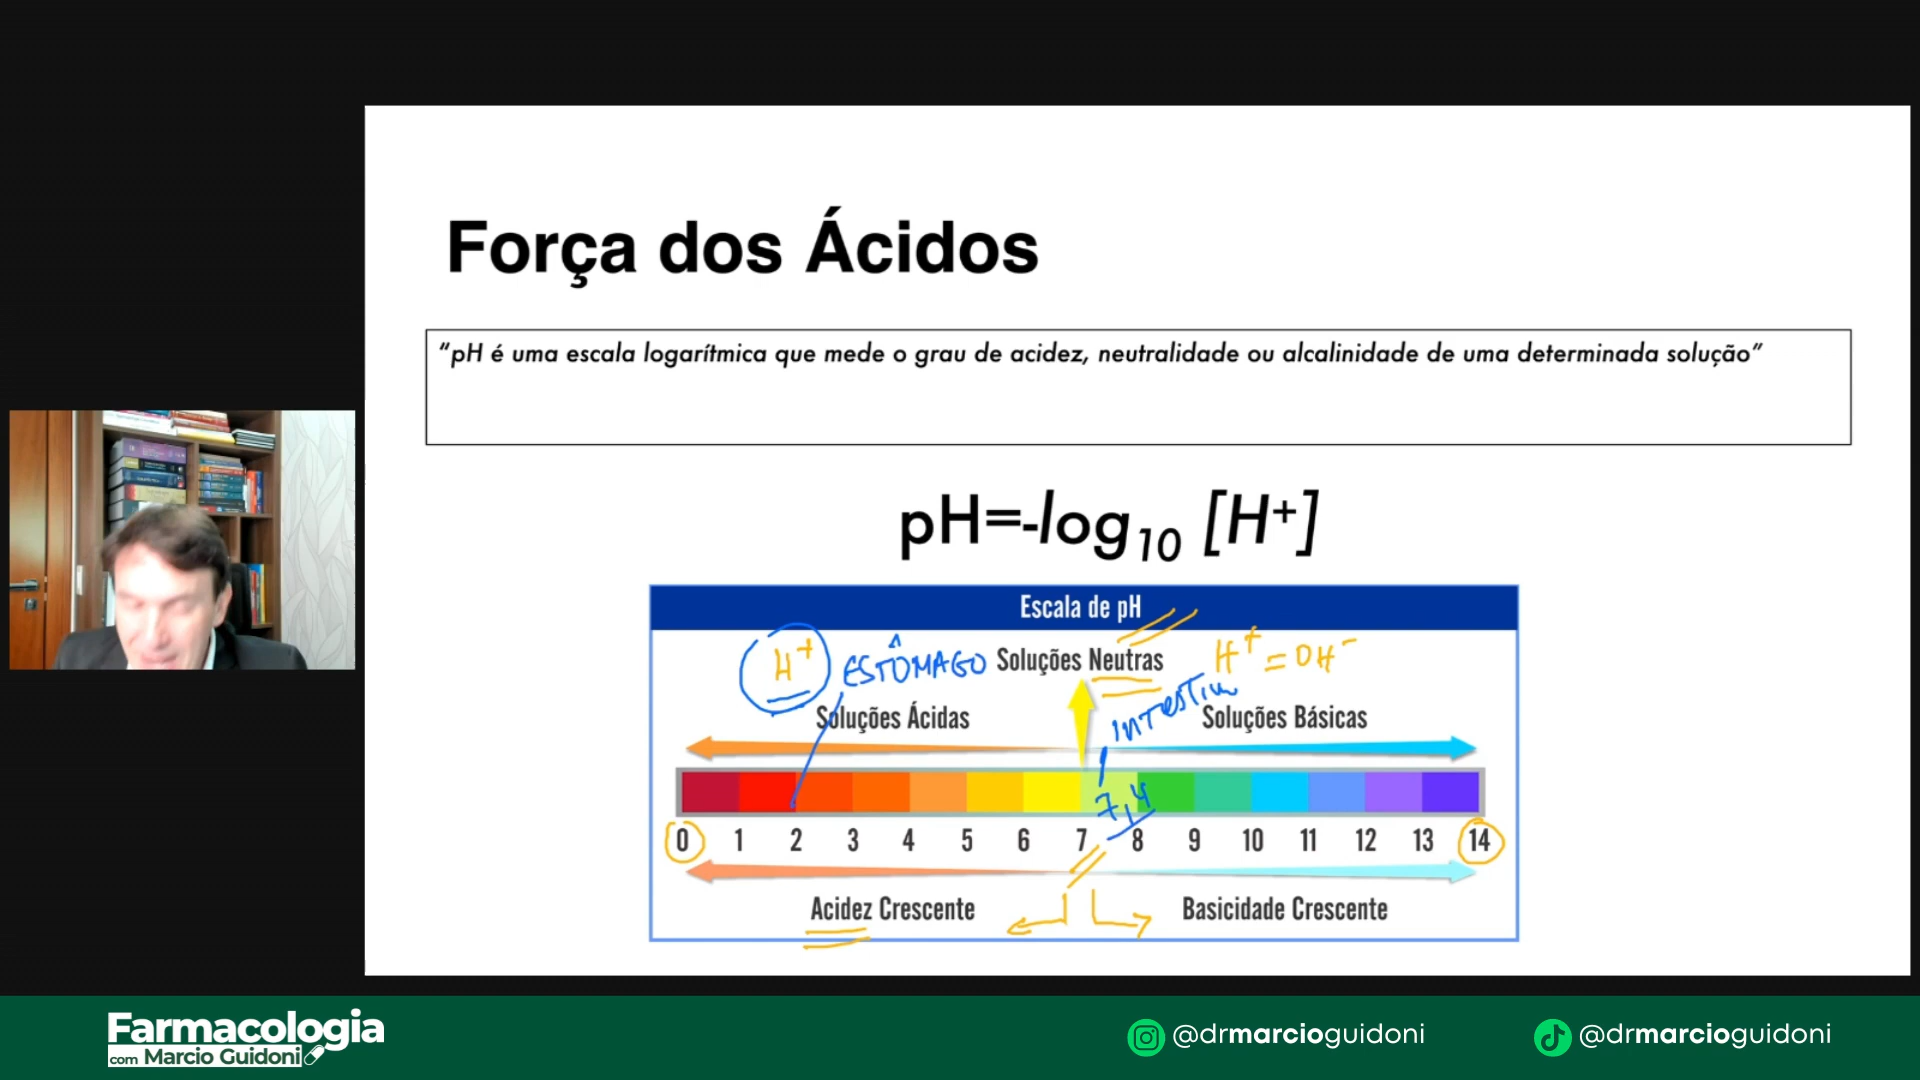 Força dos Ácidos
“pH é uma escala logarítmica que mede o grau de acidez, neutralidade ou alcalinidade de uma determinada solução”
pH=-log10 [H+]
Escala de pH
H+ ESTÔMAGO Soluções Neutras H+ = OH-
Soluções Ácidas Soluções Básicas
7,4
0 1 2 3 4 5 6 7 8 9 10 11 12 13 14
Acidez Crescente Basicidade Crescente
Farmacologia
com Marcio Guidoni
@drmarcioguidoni @drmarcioguidoni